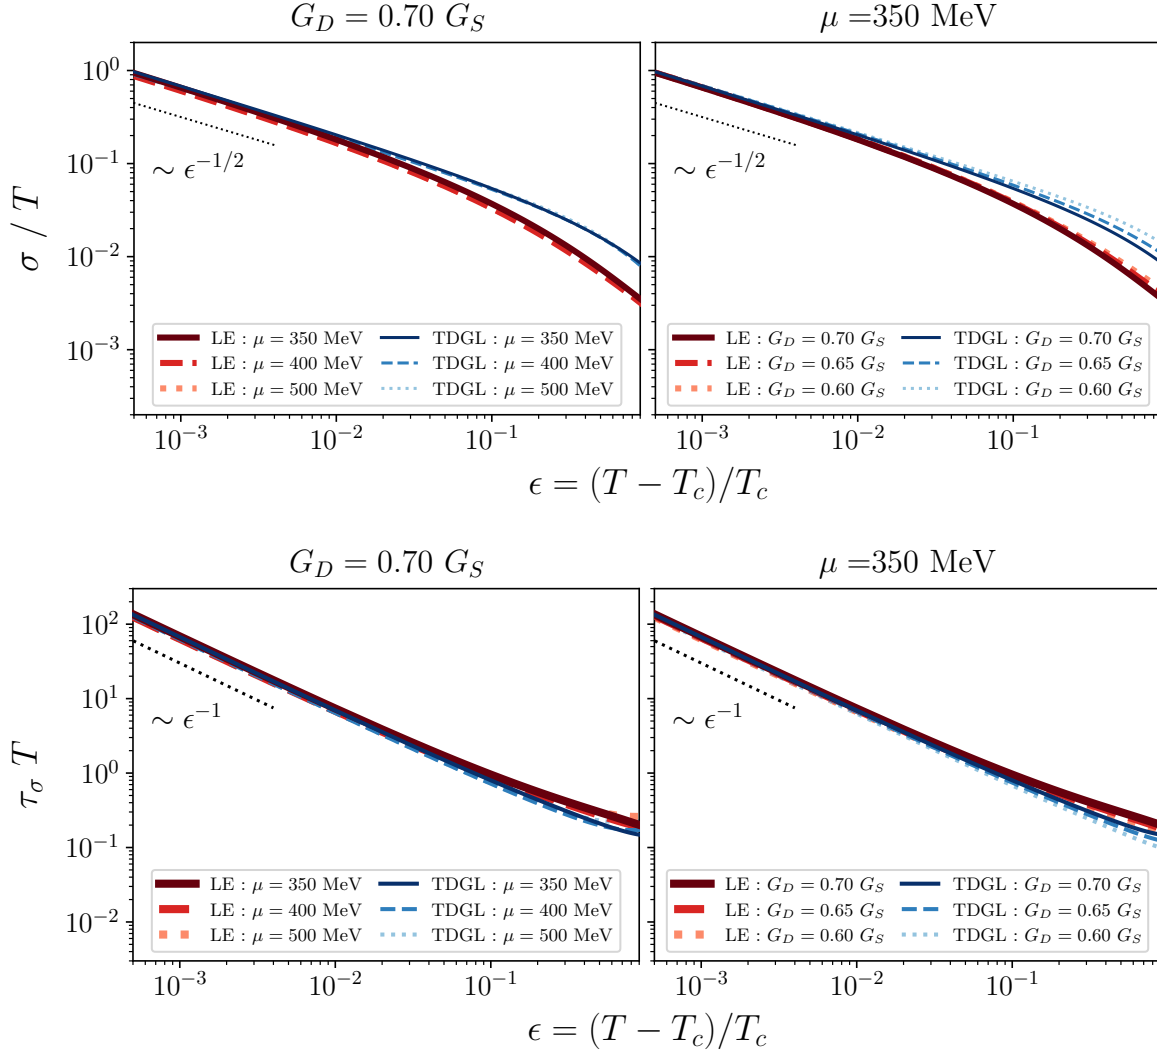 G_D = 0.70 G_S
μ =350 MeV
σ / T
10^0
10^{-1}
10^{-2}
10^{-3}
∼ ϵ^{-1/2}
∼ ϵ^{-1/2}
LE : μ = 350 MeV
LE : μ = 400 MeV
LE : μ = 500 MeV
TDGL : μ = 350 MeV
TDGL : μ = 400 MeV
TDGL : μ = 500 MeV
LE : G_D = 0.70 G_S
LE : G_D = 0.65 G_S
LE : G_D = 0.60 G_S
TDGL : G_D = 0.70 G_S
TDGL : G_D = 0.65 G_S
TDGL : G_D = 0.60 G_S
10^{-3} 10^{-2} 10^{-1}
10^{-3} 10^{-2} 10^{-1}
ϵ = (T − T_c)/T_c
G_D = 0.70 G_S
μ =350 MeV
τ_σ T
10^2
10^1
10^0
10^{-1}
10^{-2}
∼ ϵ^{-1}
∼ ϵ^{-1}
LE : μ = 350 MeV
LE : μ = 400 MeV
LE : μ = 500 MeV
TDGL : μ = 350 MeV
TDGL : μ = 400 MeV
TDGL : μ = 500 MeV
LE : G_D = 0.70 G_S
LE : G_D = 0.65 G_S
LE : G_D = 0.60 G_S
TDGL : G_D = 0.70 G_S
TDGL : G_D = 0.65 G_S
TDGL : G_D = 0.60 G_S
10^{-3} 10^{-2} 10^{-1}
10^{-3} 10^{-2} 10^{-1}
ϵ = (T − T_c)/T_c